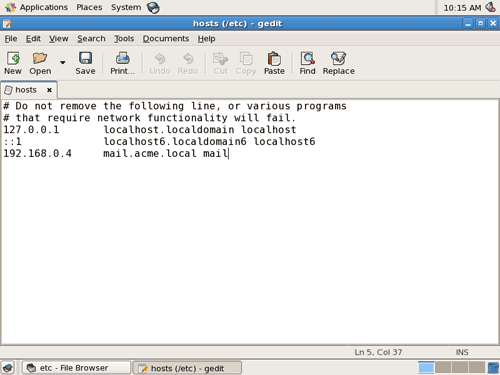 Applications Places System 10:15 AM
hosts (/etc) - gedit
File Edit View Search Tools Documents Help
New Open Save Print... Undo Redo Cut Copy Paste Find Replace
hosts
# Do not remove the following line, or various programs
# that require network functionality will fail.
127.0.0.1 localhost.localdomain localhost
::1 localhost6.localdomain6 localhost6
192.168.0.4 mail.acme.local mail
Ln 5, Col 37 INS
etc - File Browser hosts (/etc) - gedit